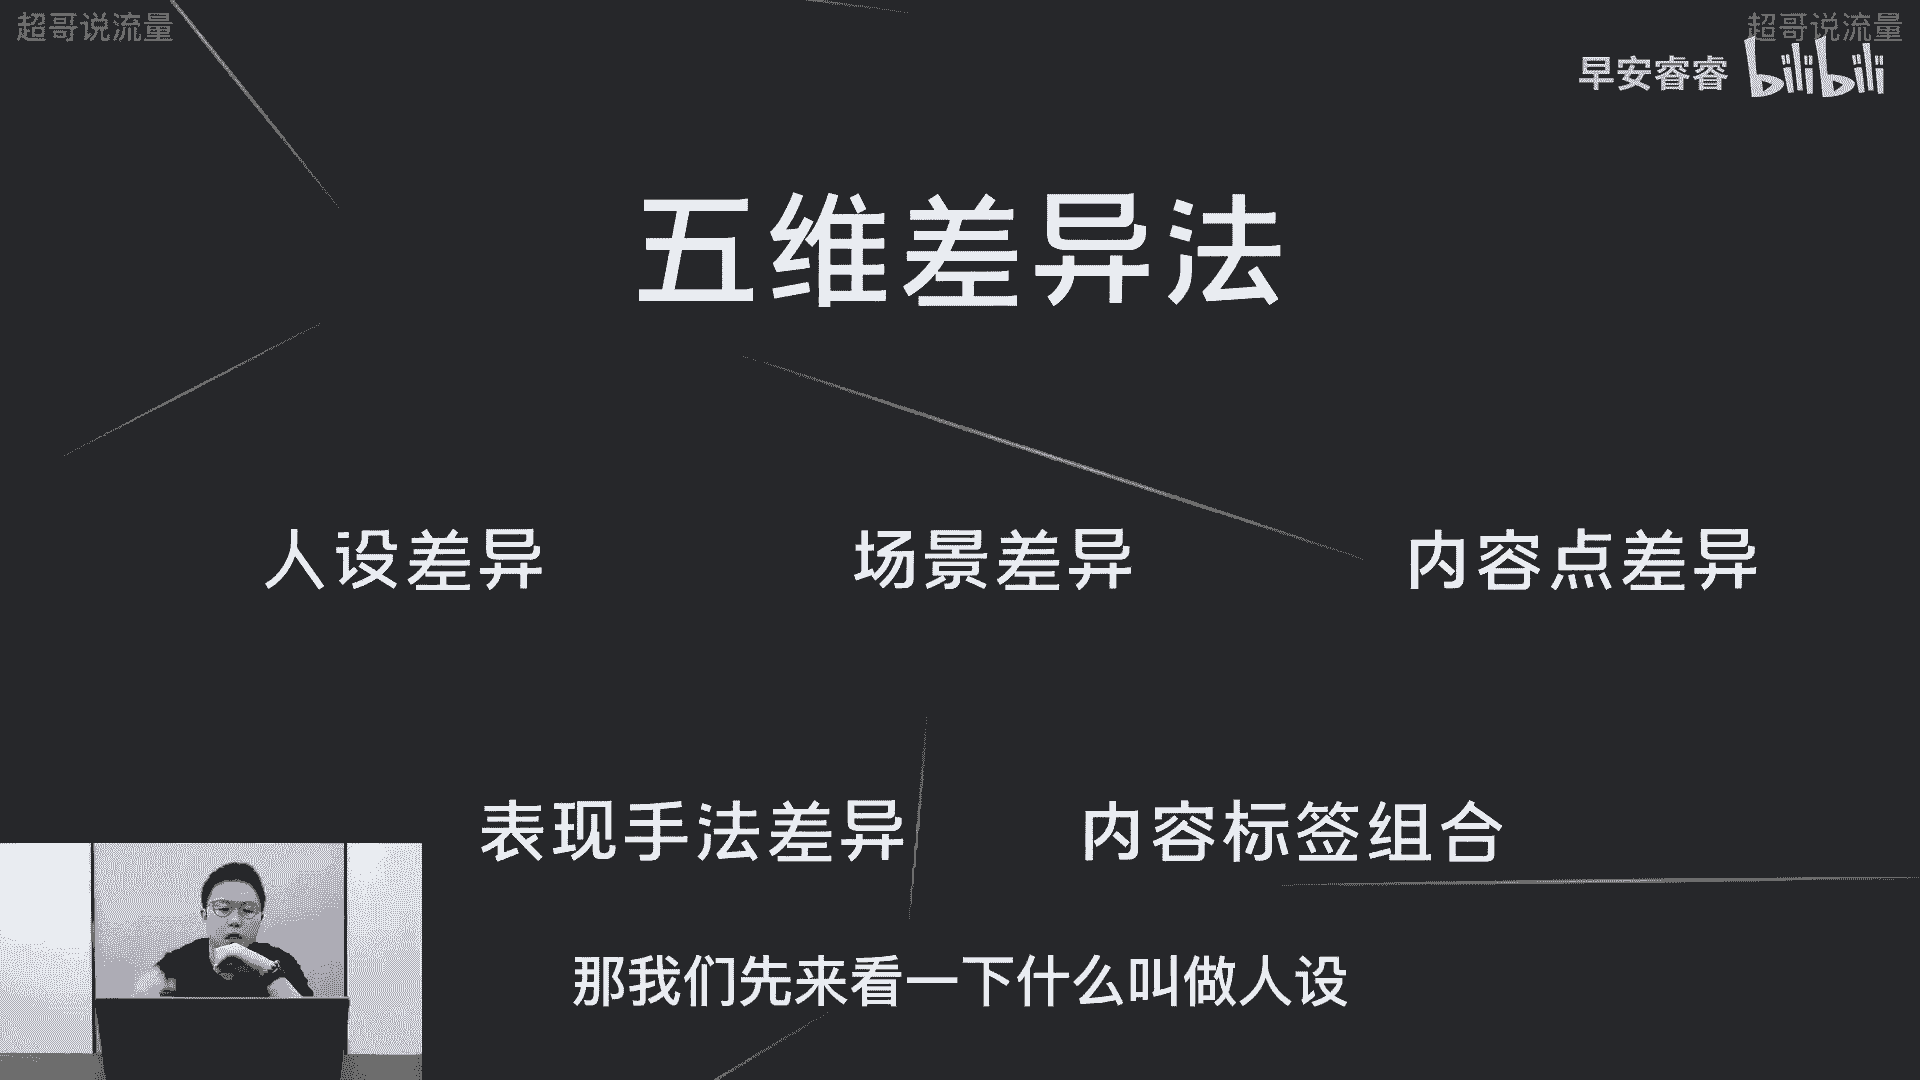 超哥说流量
超哥说流量
早安睿睿 bilibili
五维差异法
人设差异
场景差异
内容点差异
表现手法差异
内容标签组合
那我们先来看一下什么叫做人设